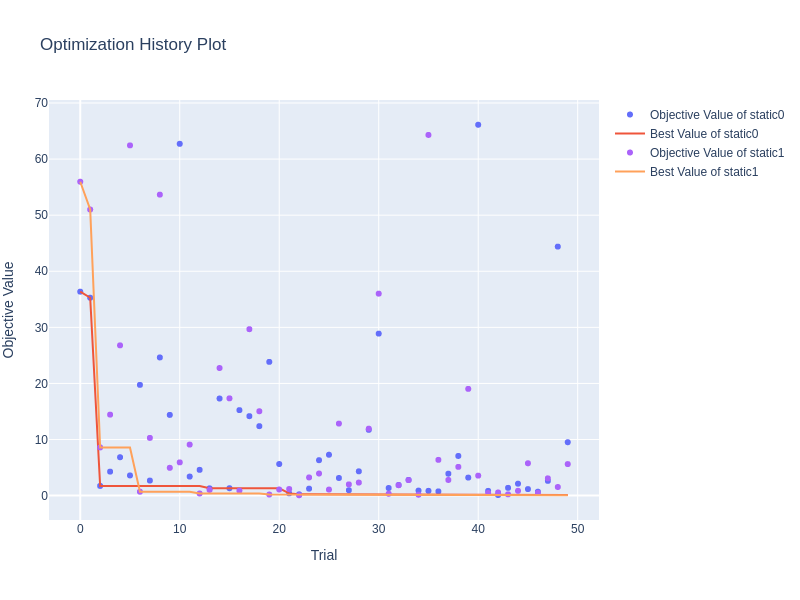 Optimization History Plot
Objective Value of static0
Best Value of static0
Objective Value of static1
Best Value of static1
Objective Value
70
60
50
40
30
20
10
0
0 10 20 30 40 50
Trial